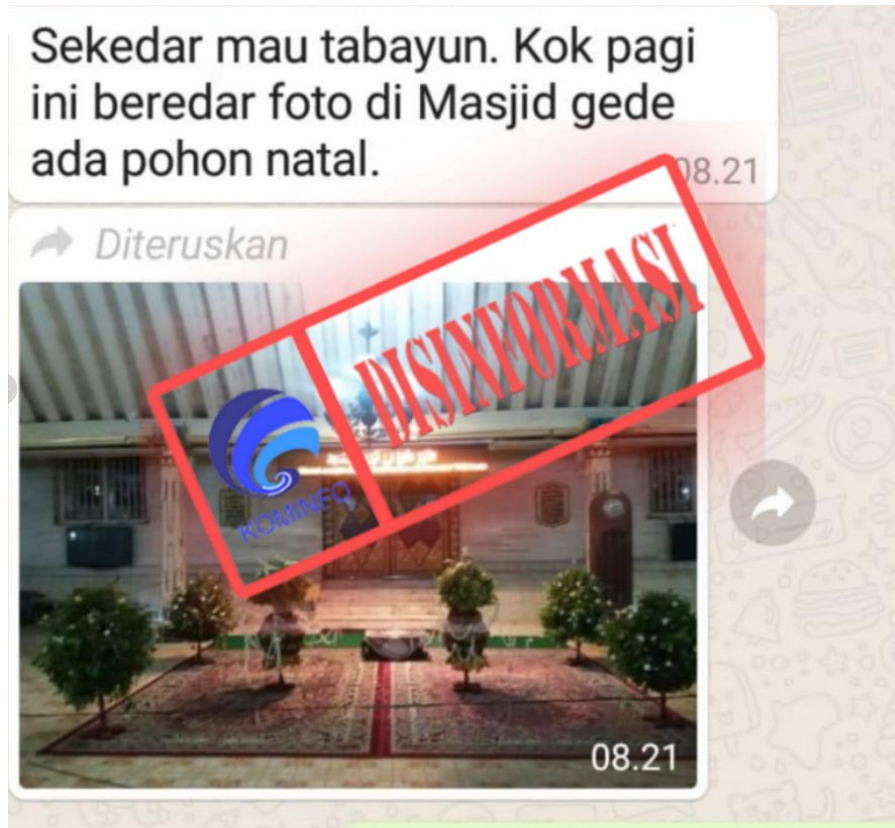 Sekedar mau tabayun. Kok pagi
ini beredar foto di Masjid gede
ada pohon natal.
08.21
Diteruskan
DISINFORMASI
KOMINFO
08.21